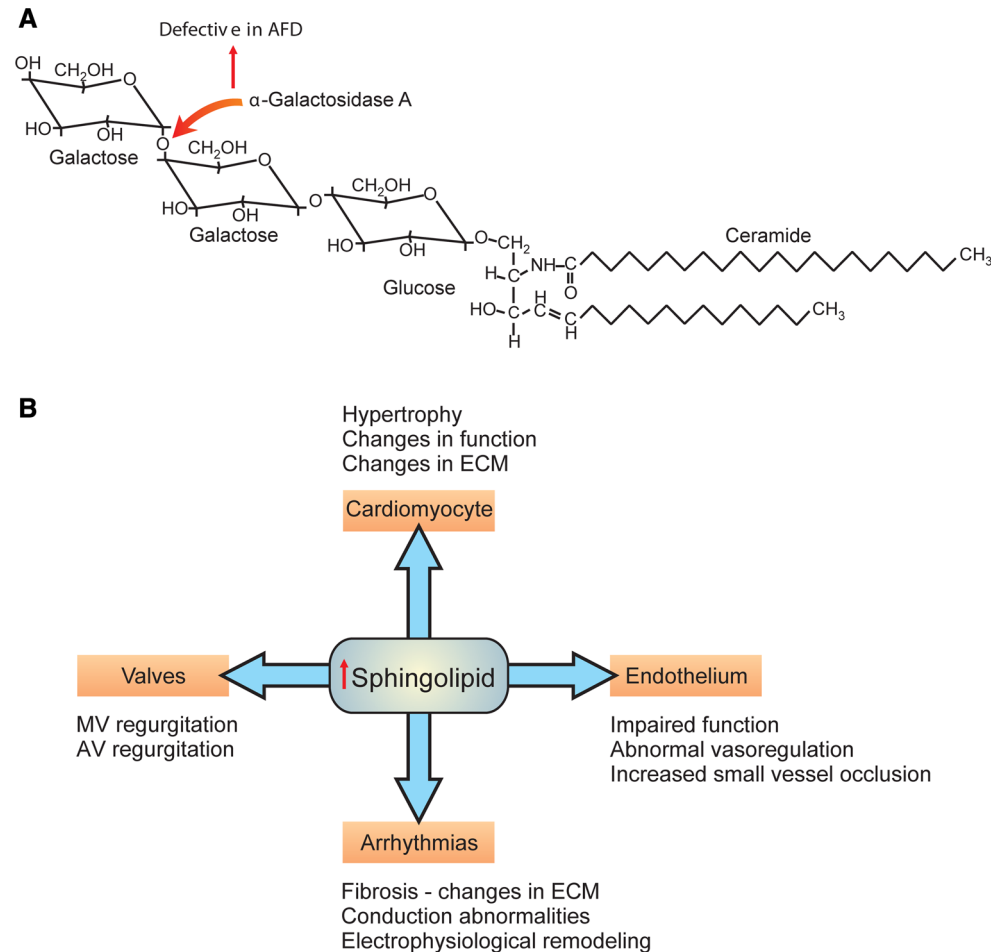 A
Defective in AFD
α-Galactosidase A
OH
CH₂OH
O
HO
OH
Galactose
O
CH₂OH
O
HO
OH
Galactose
O
CH₂OH
O
HO
OH
Glucose
O
CH₂
H
C
NH
C
O
Ceramide
CH₃
HO
C
H
H
C
C
H
CH₃
B
Hypertrophy
Changes in function
Changes in ECM
Cardiomyocyte
Valves
MV regurgitation
AV regurgitation
Sphingolipid
Endothelium
Impaired function
Abnormal vasoregulation
Increased small vessel occlusion
Arrhythmias
Fibrosis - changes in ECM
Conduction abnormalities
Electrophysiological remodeling